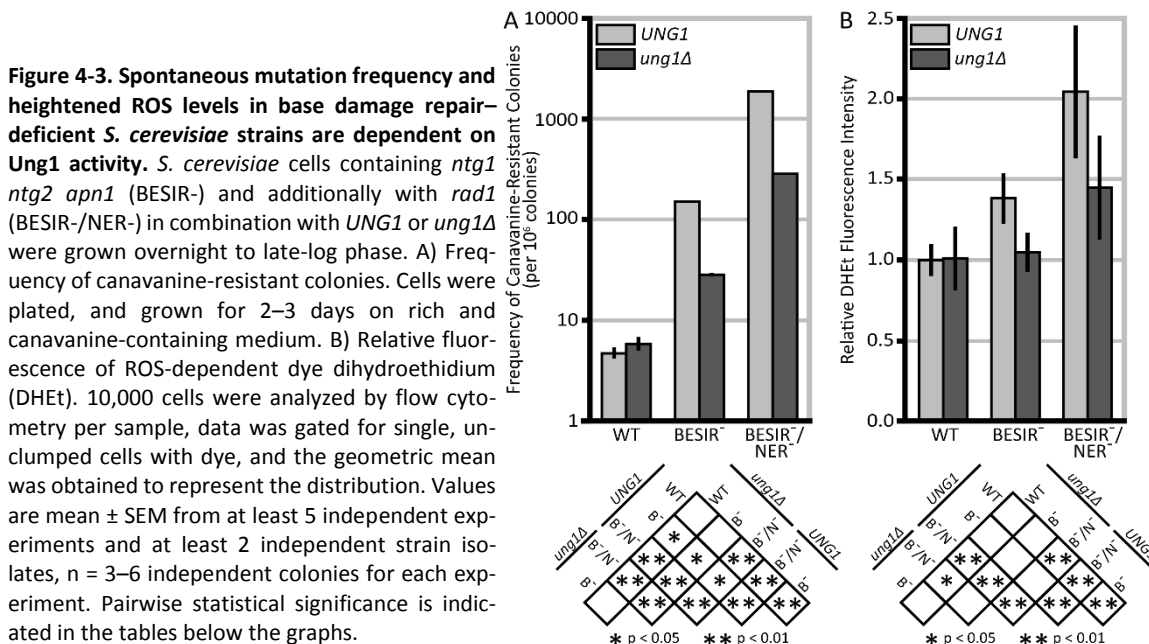 Figure 4-3. Spontaneous mutation frequency and
heightened ROS levels in base damage repair–
deficient S. cerevisiae strains are dependent on
Ung1 activity. S. cerevisiae cells containing ntg1
ntg2 apn1 (BESIR-) and additionally with rad1
(BESIR-/NER-) in combination with UNG1 or ung1Δ
were grown overnight to late-log phase. A) Freq-
uency of canavanine-resistant colonies. Cells were
plated, and grown for 2–3 days on rich and
canavanine-containing medium. B) Relative fluor-
escence of ROS-dependent dye dihydroethidium
(DHEt). 10,000 cells were analyzed by flow cyto-
metry per sample, data was gated for single, un-
clumped cells with dye, and the geometric mean
was obtained to represent the distribution. Values
are mean ± SEM from at least 5 independent exp-
eriments and at least 2 independent strain iso-
lates, n = 3–6 independent colonies for each exp-
eriment. Pairwise statistical significance is indic-
ated in the tables below the graphs.
A
Frequency of Canavanine-Resistant Colonies
(per 10⁶ colonies)
10000
1000
100
10
1
UNG1
ung1Δ
WT
BESIR⁻
BESIR⁻/
NER⁻
UNG1
ung1Δ
WT
B⁻
B⁻/N⁻
B⁻/N⁻
B⁻
WT
B⁻
B⁻/N⁻
B⁻/N⁻
B⁻
ung1Δ
UNG1
*
** * **
** ** * **
** ** **
* p < 0.05 ** p < 0.01
B
Relative DHEt Fluorescence Intensity
2.5
2.0
1.5
1.0
0.5
0.0
UNG1
ung1Δ
WT
BESIR⁻
BESIR⁻/
NER⁻
UNG1
ung1Δ
WT
B⁻
B⁻/N⁻
B⁻/N⁻
B⁻
WT
B⁻
B⁻/N⁻
B⁻/N⁻
B⁻
ung1Δ
UNG1
** **
* ** **
** ** **
* p < 0.05 ** p < 0.01